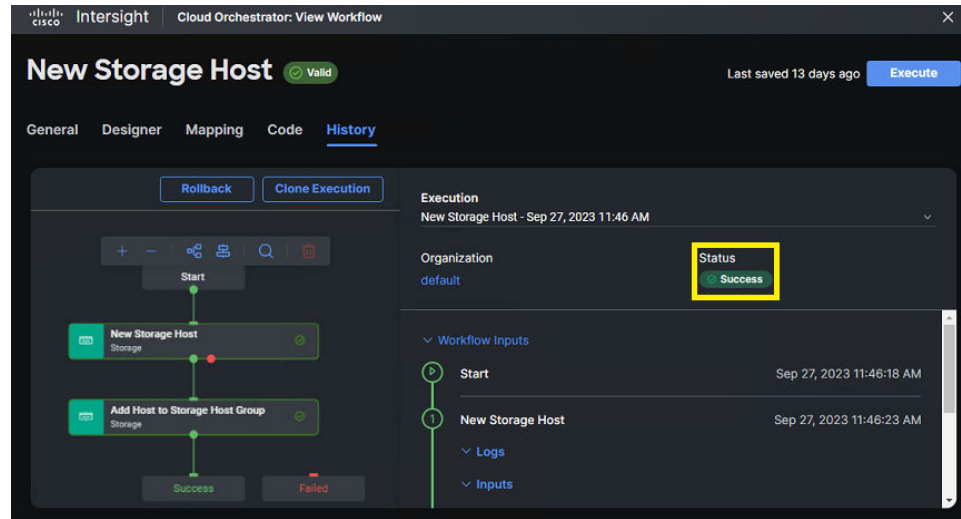 cisco Intersight Cloud Orchestrator: View Workflow
New Storage Host Valid
Last saved 13 days ago Execute
General Designer Mapping Code History
Rollback Clone Execution
Start
New Storage Host
Storage
Add Host to Storage Host Group
Storage
Success Failed
Execution
New Storage Host - Sep 27, 2023 11:46 AM
Organization Status
default Success
Workflow Inputs
Start Sep 27, 2023 11:46:18 AM
1 New Storage Host Sep 27, 2023 11:46:23 AM
Logs
Inputs